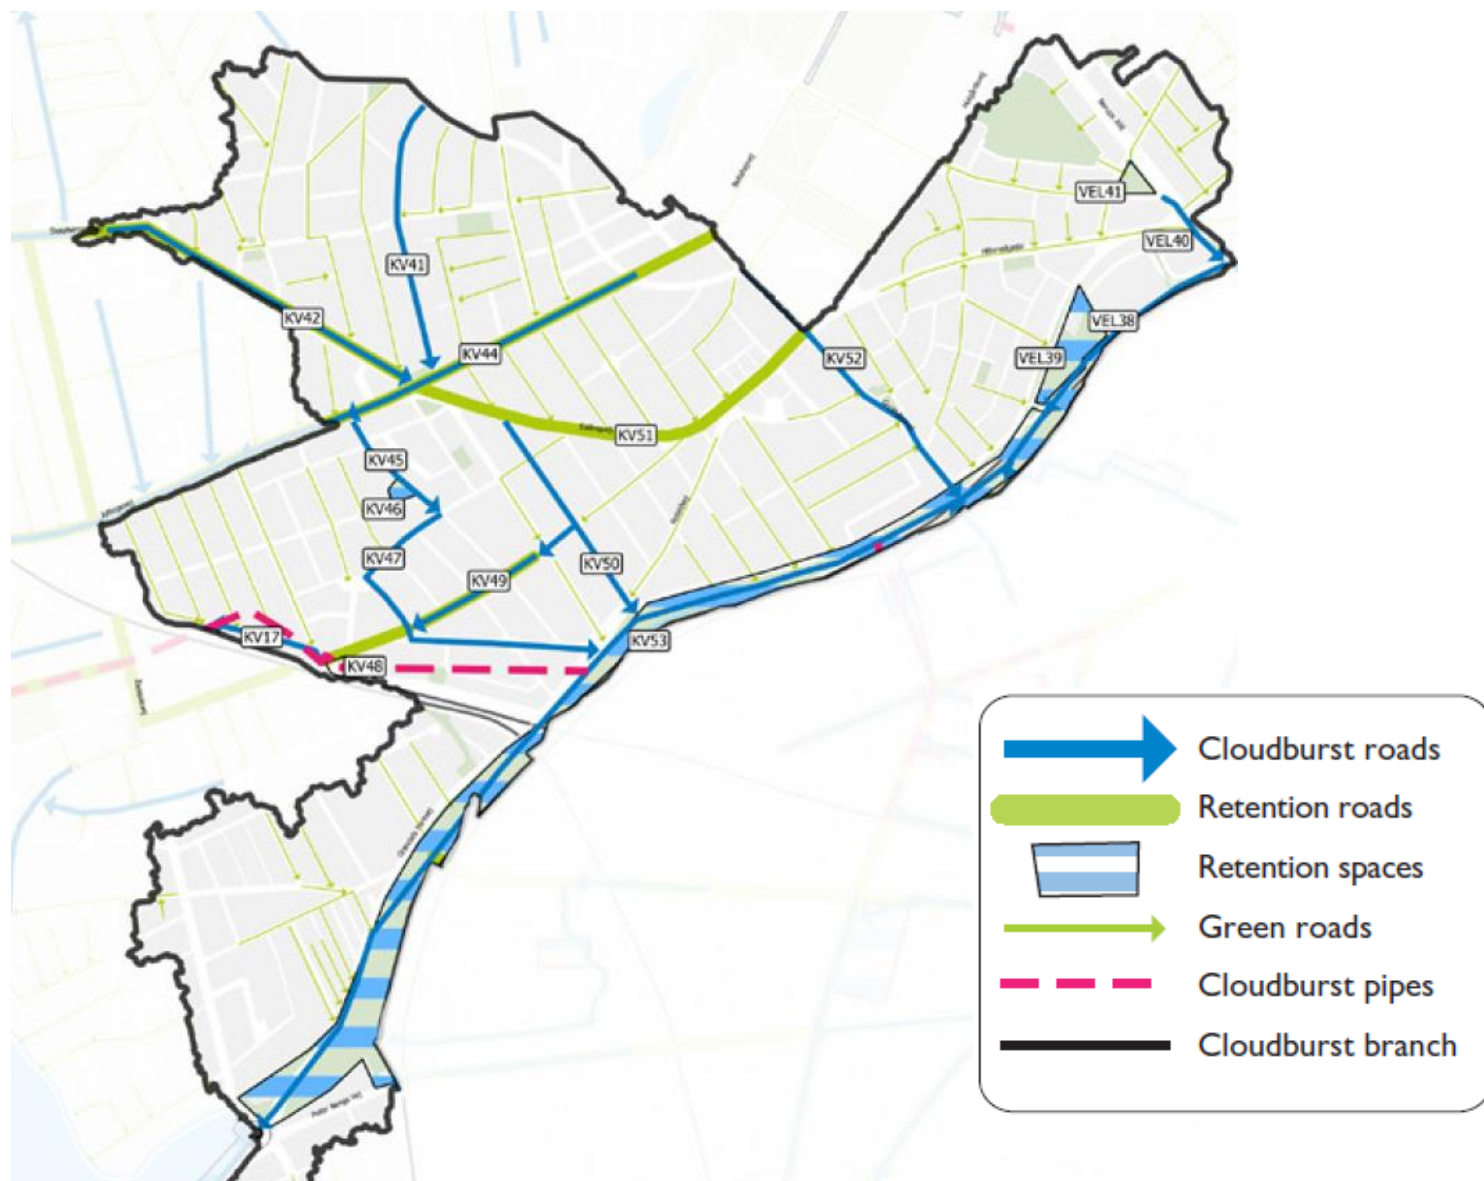 VEL41
VEL40
KV41
KV42
VEL38
KV44
KV52
VEL39
KV51
KV45
KV46
KV47
KV50
KV49
KV17
KV53
KV48
Cloudburst roads
Retention roads
Retention spaces
Green roads
Cloudburst pipes
Cloudburst branch